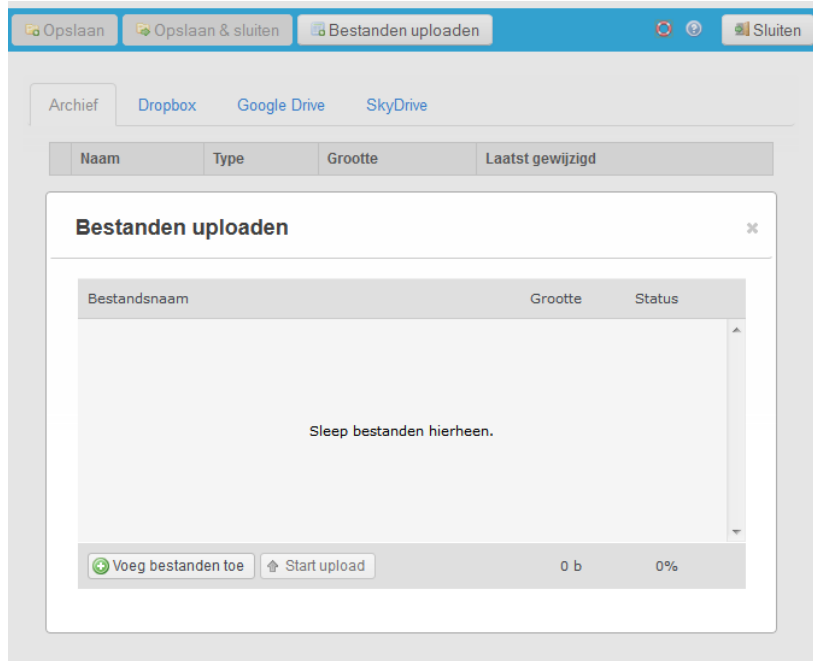 Opslaan Opslaan & sluiten Bestanden uploaden Sluiten
Archief Dropbox Google Drive SkyDrive
Naam Type Grootte Laatst gewijzigd
Bestanden uploaden
Bestandsnaam Grootte Status
Sleep bestanden hierheen.
Voeg bestanden toe Start upload 0 b 0%